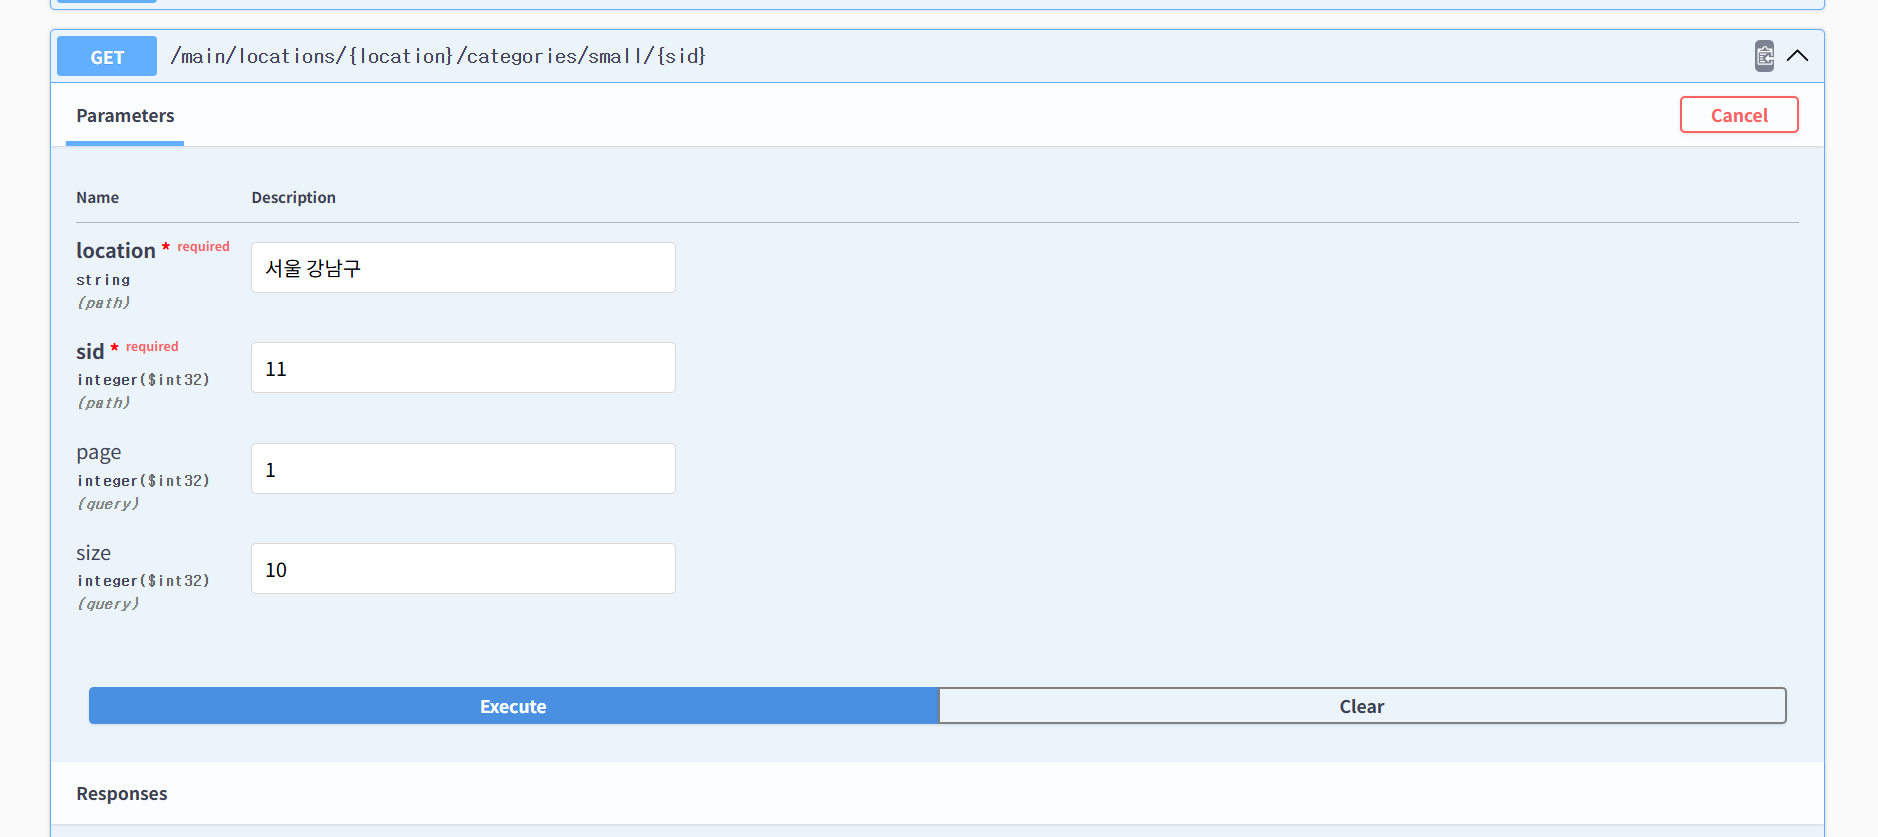 GET /main/locations/{location}/categories/small/{sid}
Parameters
Cancel
Name Description
location * required
string
(path)
서울 강남구
sid * required
integer($int32)
(path)
11
page
integer($int32)
(query)
1
size
integer($int32)
(query)
10
Execute
Clear
Responses